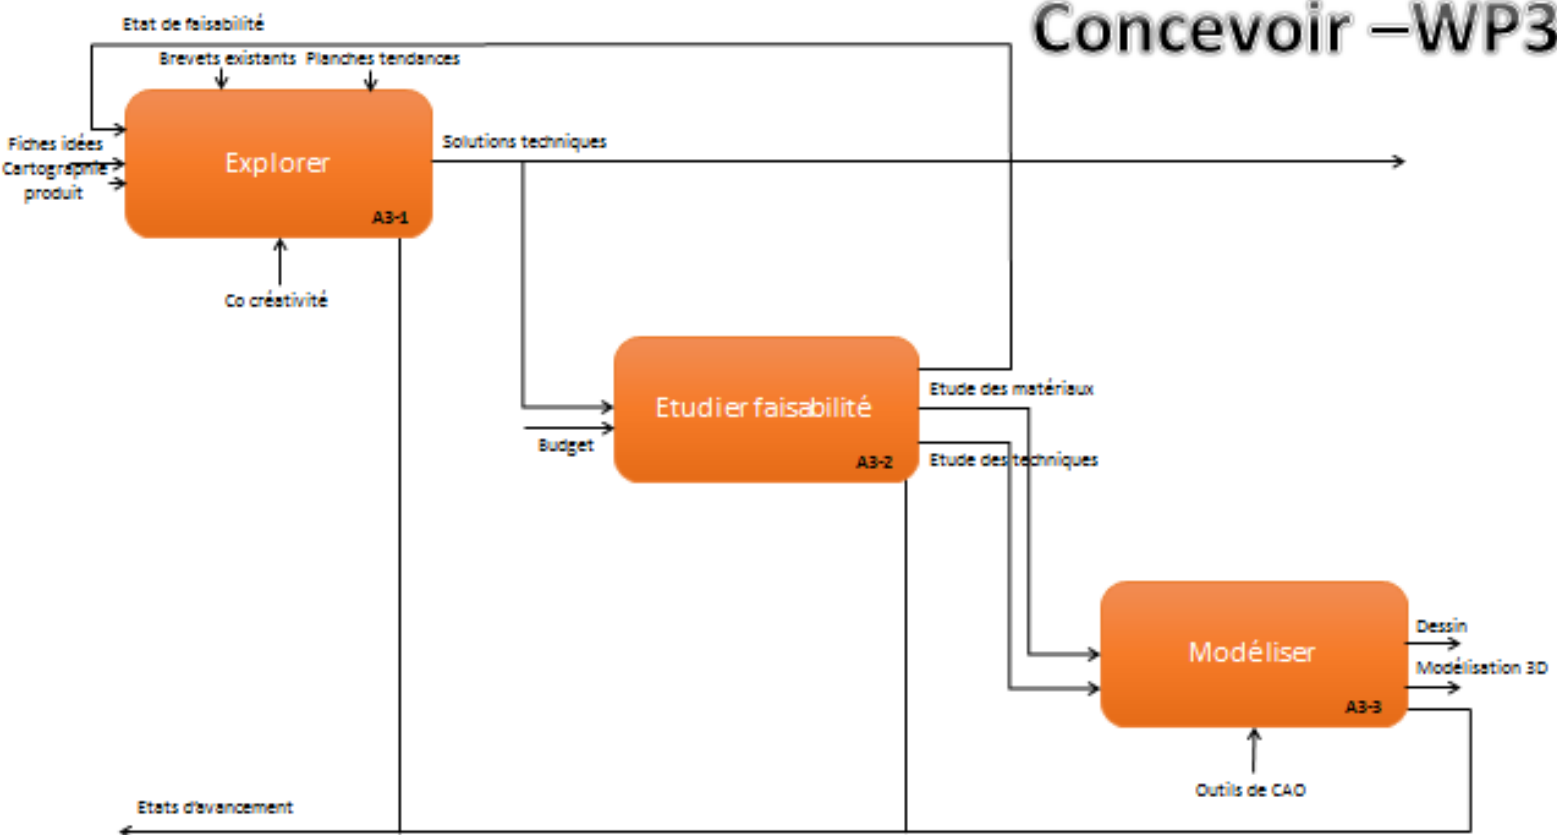 Concevoir –WP3
Etat de faisabilité
Brevets existants Planches tendances
Fiches idées
Cartographie
produit
Explorer
A3-1
Solutions techniques
Co créativité
Etudier faisabilité
A3-2
Budget
Etude des matériaux
Etude des techniques
Modéliser
A3-3
Dessin
Modélisation 3D
Outils de CAO
Etats d'avancement